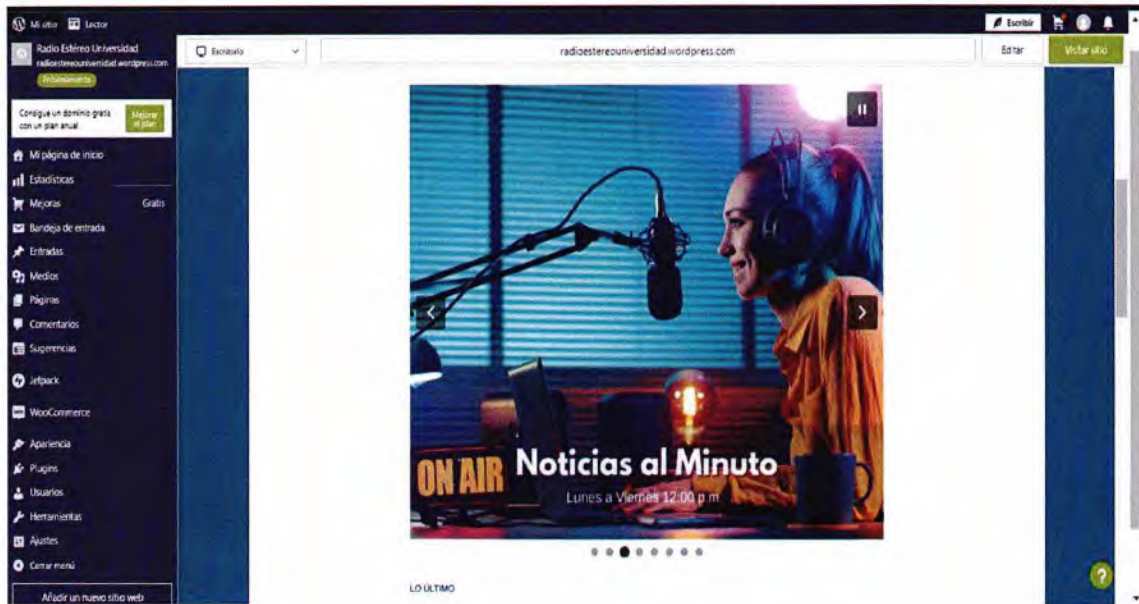 Mi sitio Lector Escribir
Radio Estéreo Universidad
radioestereouniversidad.wordpress.com
Próximamente
Escritorio radioestereouniversidad.wordpress.com Editar Visitar sitio
Consigue un dominio gratis
con un plan anual
Mejorar
el plan
Mi página de inicio
Estadísticas
Mejoras Gratis
Bandeja de entrada
Entradas
Medios
Páginas
Comentarios
Sugerencias
Jetpack
WooCommerce
Apariencia
Plugins
Usuarios
Herramientas
Ajustes
Cerrar menú
Añadir un nuevo sitio web
ON AIR
Noticias al Minuto
Lunes a Viernes 12:00 p.m
LO ÚLTIMO
?